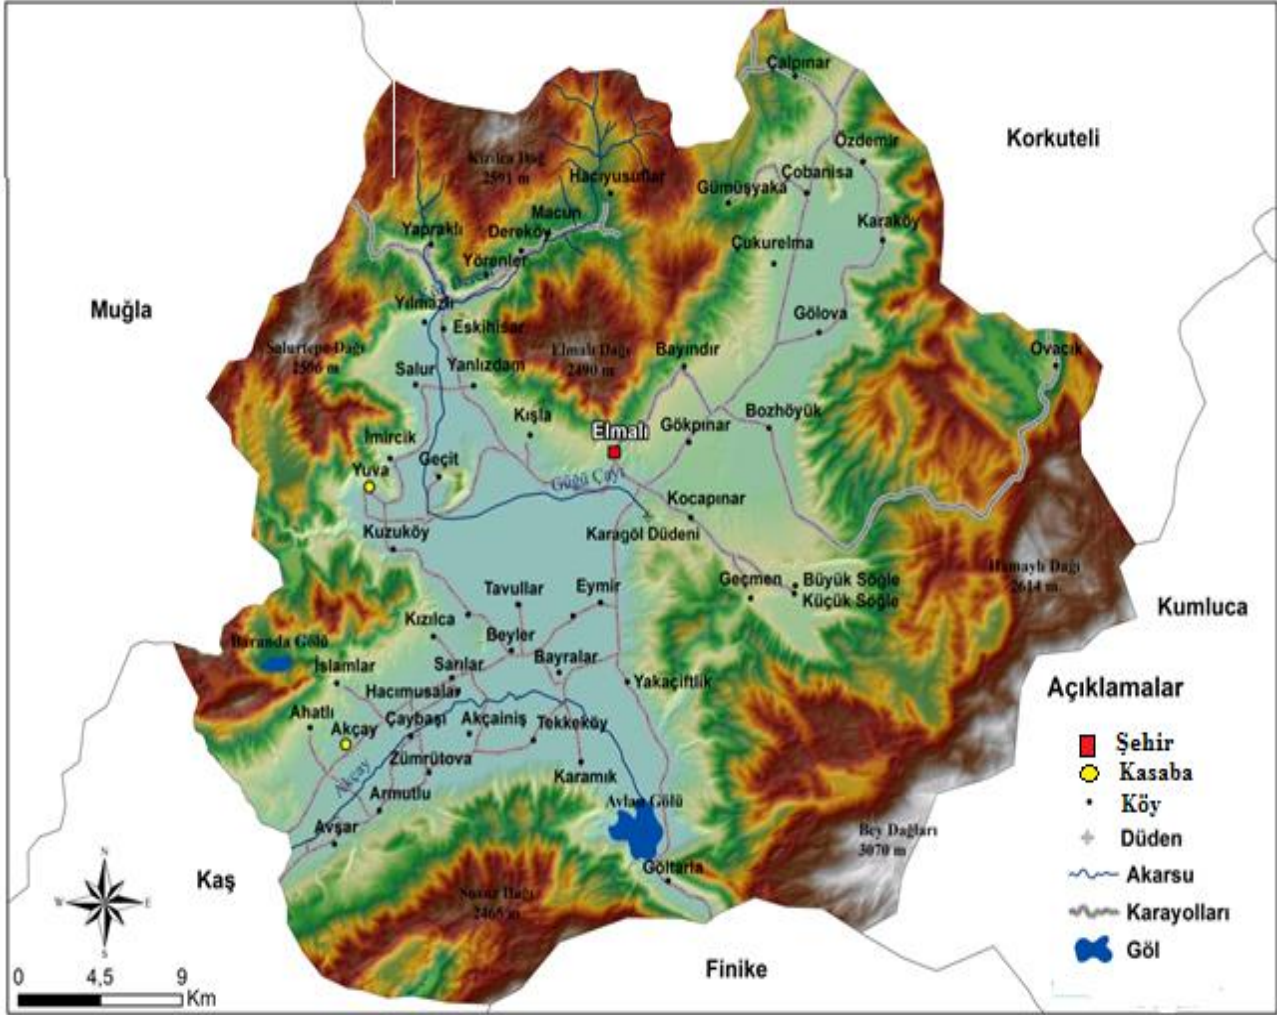 Çalpınar
Korkuteli
Özdemir
Kızılca Dağ
2591 m
Hacıyusuflar
Çobanisa
Gümüşyaka
Macun
Karaköy
Yapraklı
Dereköy
Çukurelma
Yörenler
Muğla
Yılmazlı
Eskihisar
Gölova
Salurtepe Dağı
2596 m
Elmalı Dağı
2490 m
Bayındır
Ovacık
Salur
Yanlızdam
Kışla
Bozhöyük
Elmalı
Gökpınar
İmircik
Yuva
Geçit
Güğü Çayı
Kocapınar
Kuzuköy
Karagöl Düdeni
2614 m
Geçmen
Büyük Söğle
Küçük Söğle
Tavullar
Eymir
Kumluca
Kızılca
Beyler
Baranda Gölü
İslamlar
Sarılar
Bayralar
Yakaçiftlik
Hacımusalar
Açıklamalar
Ahatlı
Akçay
Çaybaşı
Akçainiş
Tekkeköy
Şehir
Zümrütova
Karamık
Kasaba
Akçay
Armutlu
Avlan Gölü
Köy
Avşar
Bey Dağları
3070 m
Düden
Göltarla
Akarsu
Kaş
Susuz Dağı
2465 m
Karayolları
N
W
E
S
Göl
Finike
0 4,5 9
Km